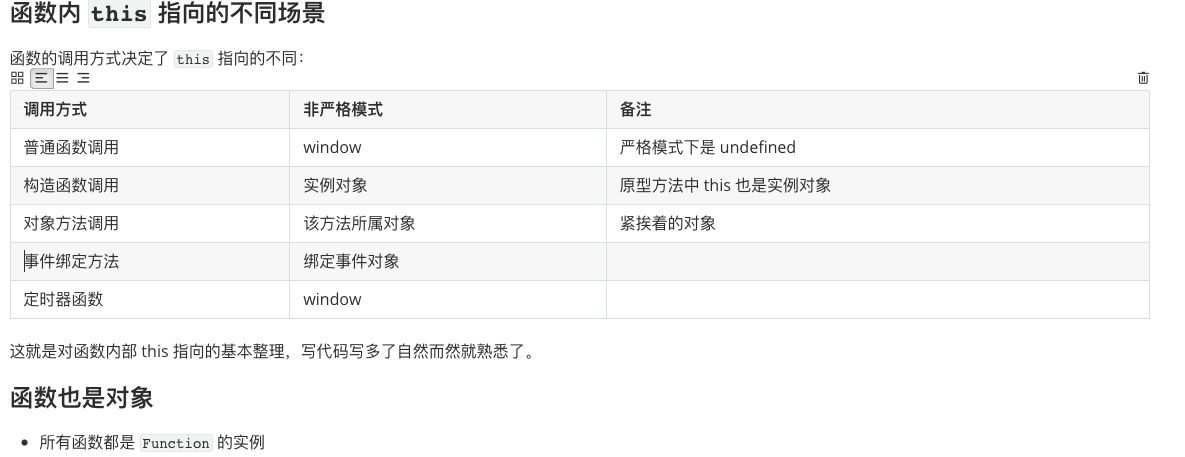 函数内 this 指向的不同场景
函数的调用方式决定了 this 指向的不同：
调用方式 非严格模式 备注
普通函数调用 window 严格模式下是 undefined
构造函数调用 实例对象 原型方法中 this 也是实例对象
对象方法调用 该方法所属对象 紧挨着的对象
事件绑定方法 绑定事件对象
定时器函数 window
这就是对函数内部 this 指向的基本整理，写代码写多了自然而然就熟悉了。
函数也是对象
所有函数都是 Function 的实例